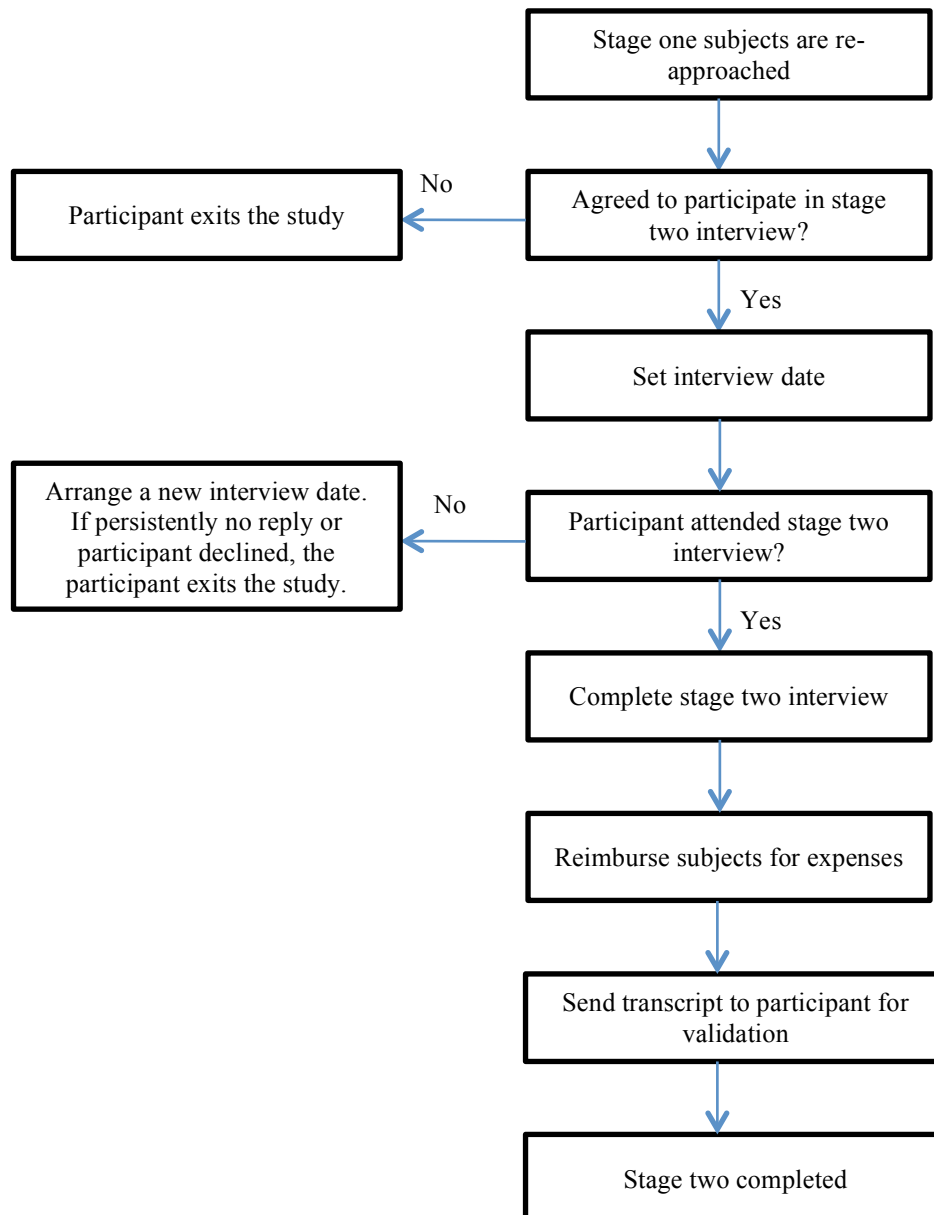 Stage one subjects are re-
approached
No
Participant exits the study
Agreed to participate in stage
two interview?
Yes
Set interview date
Arrange a new interview date.
If persistently no reply or
participant declined, the
participant exits the study.
No
Participant attended stage two
interview?
Yes
Complete stage two interview
Reimburse subjects for expenses
Send transcript to participant for
validation
Stage two completed